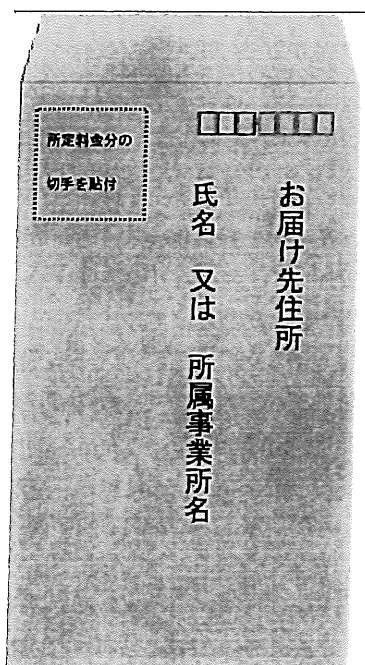 所定料金分の
切手を貼付
お届け先住所
氏名 又は 所属事業所名